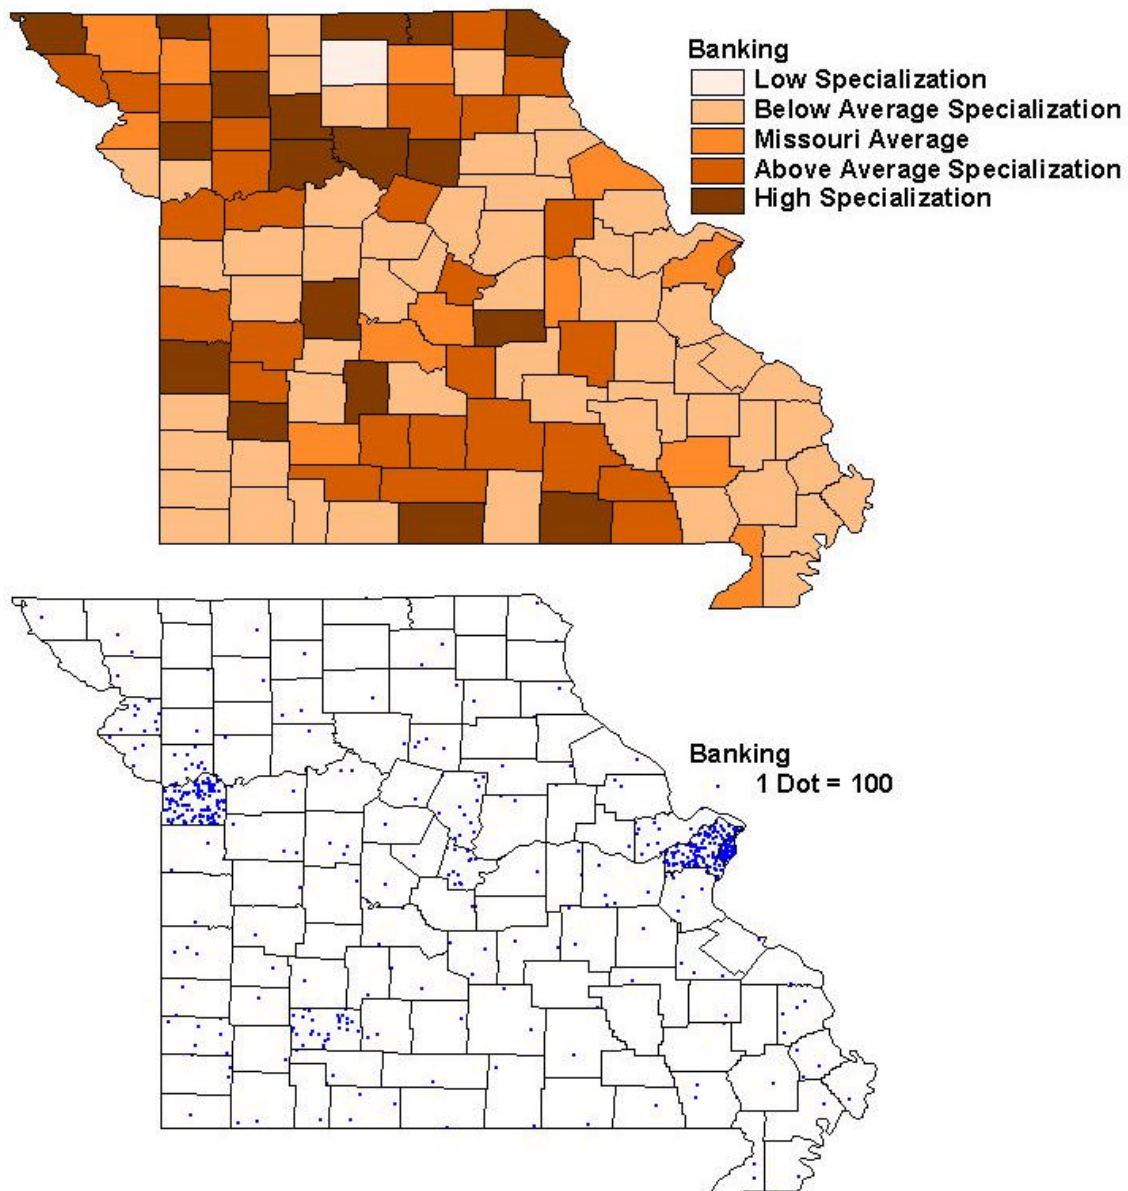 Banking
Low Specialization
Below Average Specialization
Missouri Average
Above Average Specialization
High Specialization
Banking
1 Dot = 100